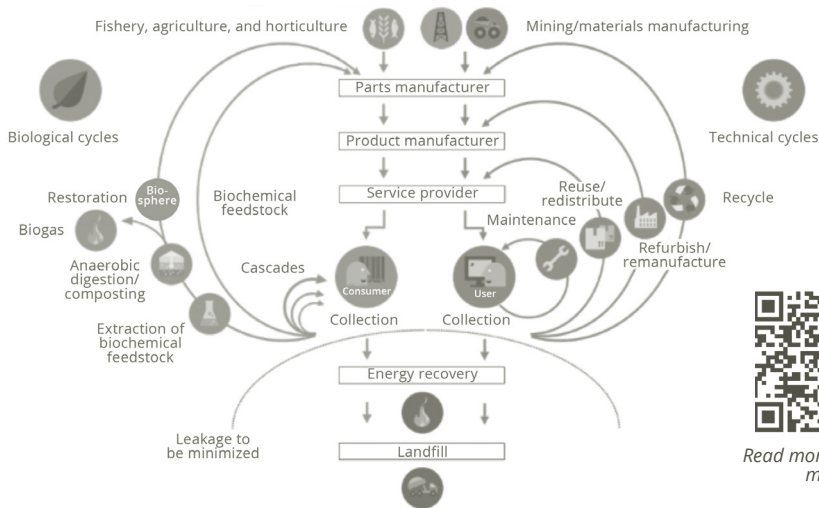 Fishery, agriculture, and horticulture
Mining/materials manufacturing
Parts manufacturer
Biological cycles
Product manufacturer
Technical cycles
Restoration
Bio-
sphere
Biochemical
feedstock
Service provider
Reuse/
redistribute
Recycle
Biogas
Maintenance
Refurbish/
remanufacture
Anaerobic
digestion/
composting
Cascades
Consumer
User
Extraction of
biochemical
feedstock
Collection
Collection
Energy recovery
Leakage to
be minimized
Landfill
Read mor
m